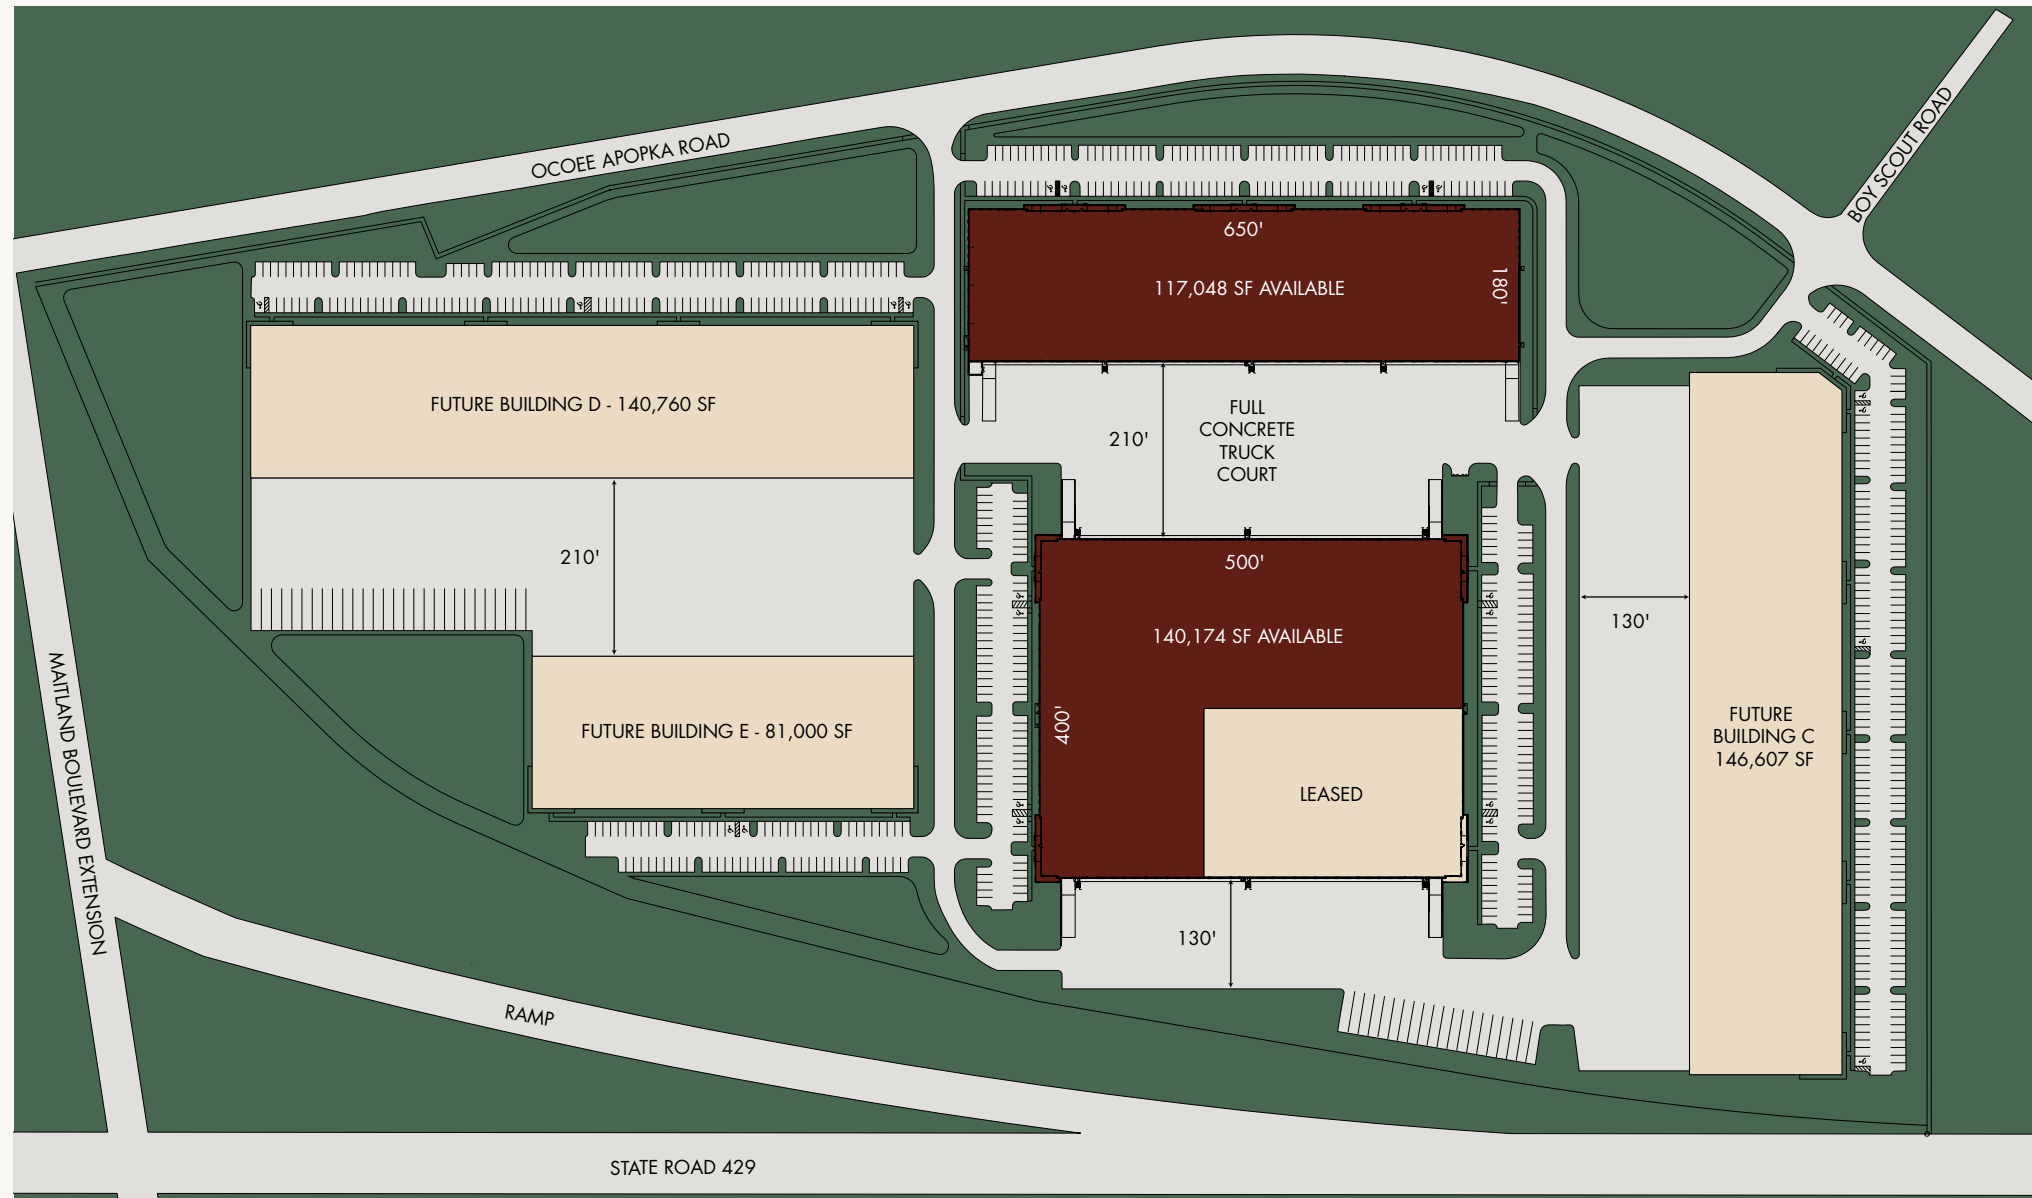 OCOEE APOPKA ROAD
BOY SCOUT ROAD
650'
117,048 SF AVAILABLE
180'
FUTURE BUILDING D - 140,760 SF
210'
FULL
CONCRETE
TRUCK
COURT
210'
500'
140,174 SF AVAILABLE
400'
LEASED
130'
130'
FUTURE
BUILDING C
146,607 SF
FUTURE BUILDING E - 81,000 SF
MAITLAND BOULEVARD EXTENSION
RAMP
STATE ROAD 429